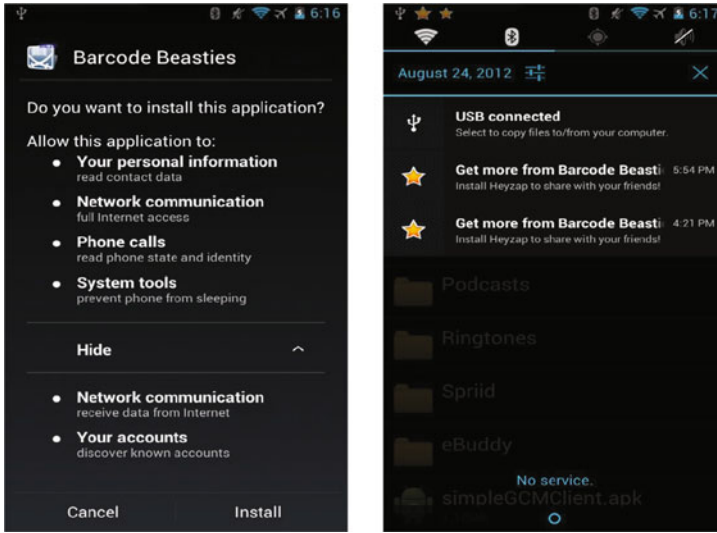 6:16
Barcode Beasties
Do you want to install this application?
Allow this application to:
Your personal information
read contact data
Network communication
full Internet access
Phone calls
read phone state and identity
System tools
prevent phone from sleeping
Hide
Network communication
receive data from Internet
Your accounts
discover known accounts
Cancel Install
6:17
August 24, 2012
USB connected
Select to copy files to/from your computer.
Get more from Barcode Beasti 5:54 PM
Install Heyzap to share with your friends!
Get more from Barcode Beasti 4:21 PM
Install Heyzap to share with your friends!
Podcasts
Ringtones
Spriid
eBuddy
No service.
simpleGCMClient.apk